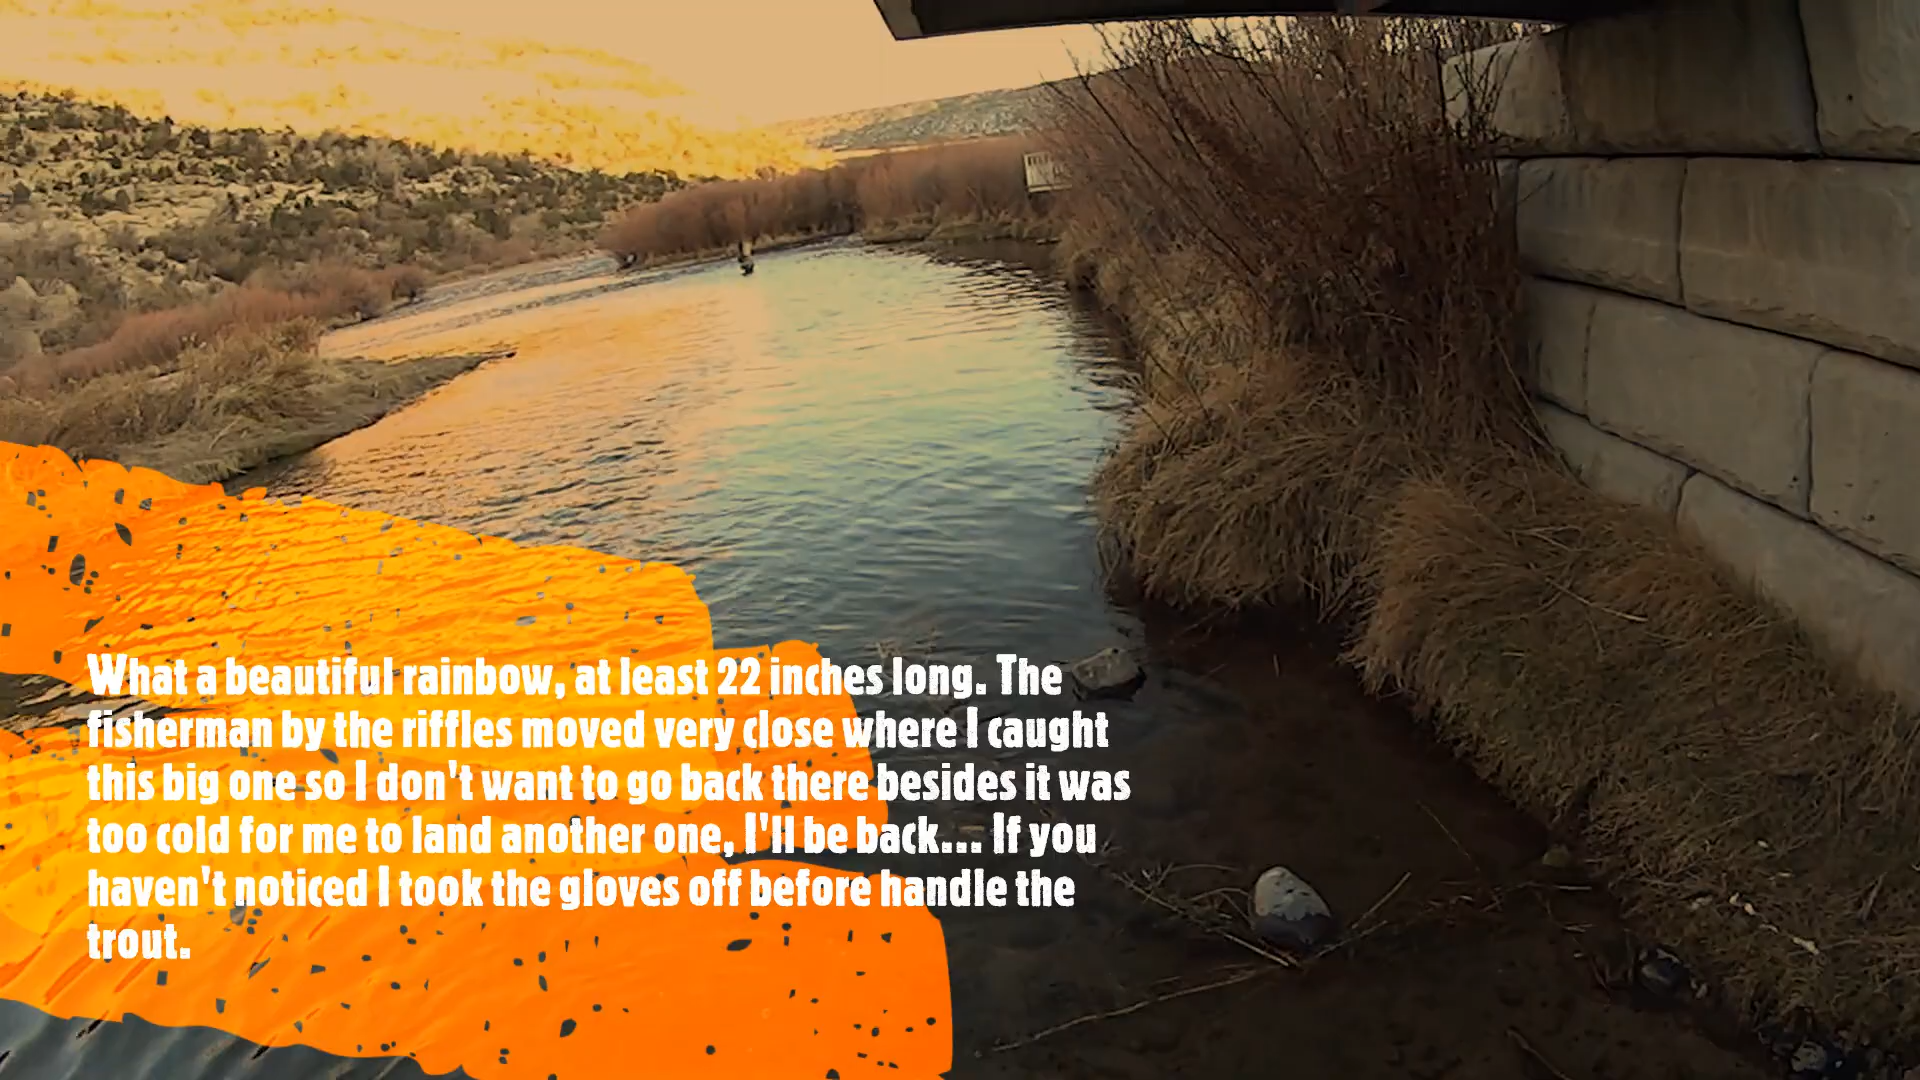 What a beautiful rainbow, at least 22 inches long. The
fisherman by the riffles moved very close where I caught
this big one so I don't want to go back there besides it was
too cold for me to land another one, I'll be back... If you
haven't noticed I took the gloves off before handle the
trout.